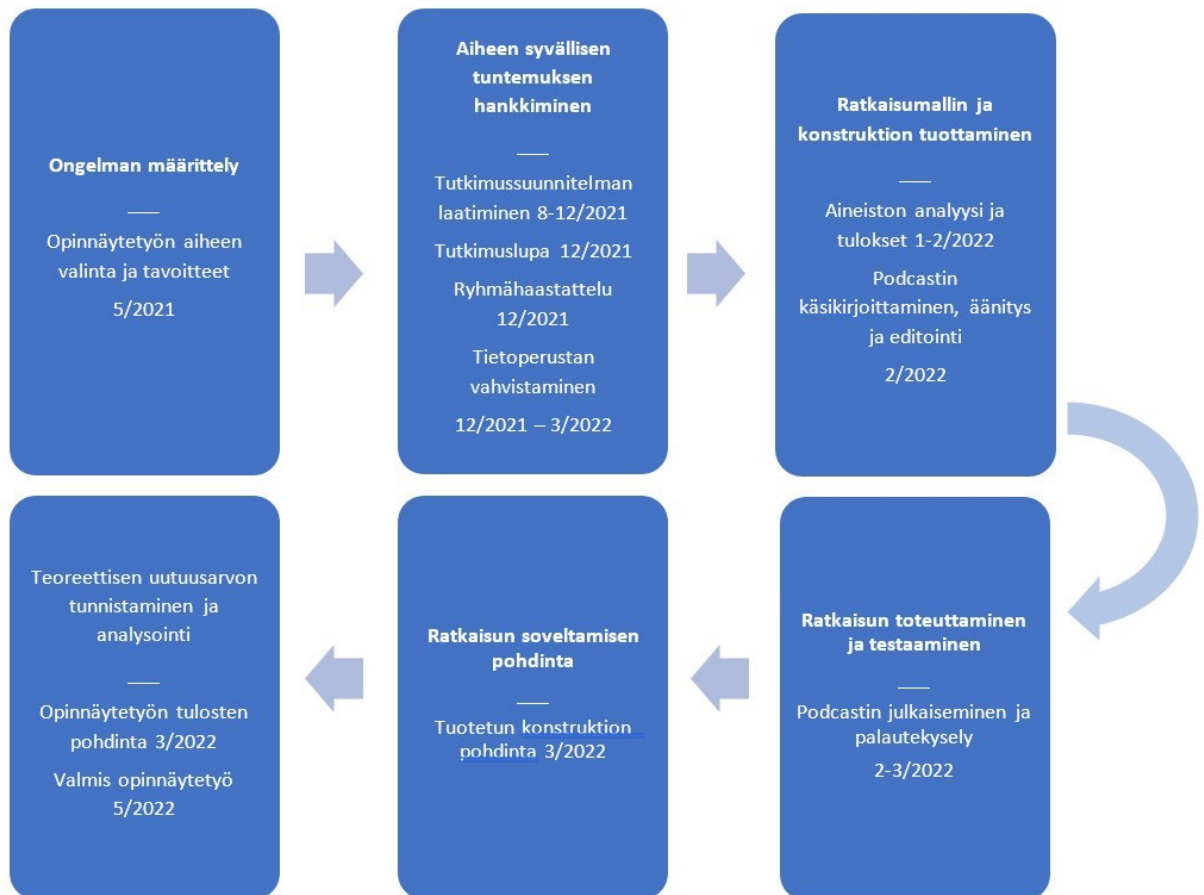 Ongelman määrittely
Opinnäytetyön aiheen
valinta ja tavoitteet
5/2021
Aiheen syvällisen
tuntemuksen
hankkiminen
Tutkimussuunnitelman
laatiminen 8-12/2021
Tutkimuslupa 12/2021
Ryhmähaastattelu
12/2021
Tietoperustan
vahvistaminen
12/2021 – 3/2022
Ratkaisumallin ja
konstruktion tuottaminen
Aineiston analyysi ja
tulokset 1-2/2022
Podcastin
käsikirjoittaminen, äänitys
ja editointi
2/2022
Ratkaisun toteuttaminen
ja testaaminen
Podcastin julkaiseminen ja
palautekysely
2-3/2022
Ratkaisun soveltamisen
pohdinta
Tuotetun konstruktion
pohdinta 3/2022
Teoreettisen uutuusarvon
tunnistaminen ja
analysointi
Opinnäytetyön tulosten
pohdinta 3/2022
Valmis opinnäytetyö
5/2022